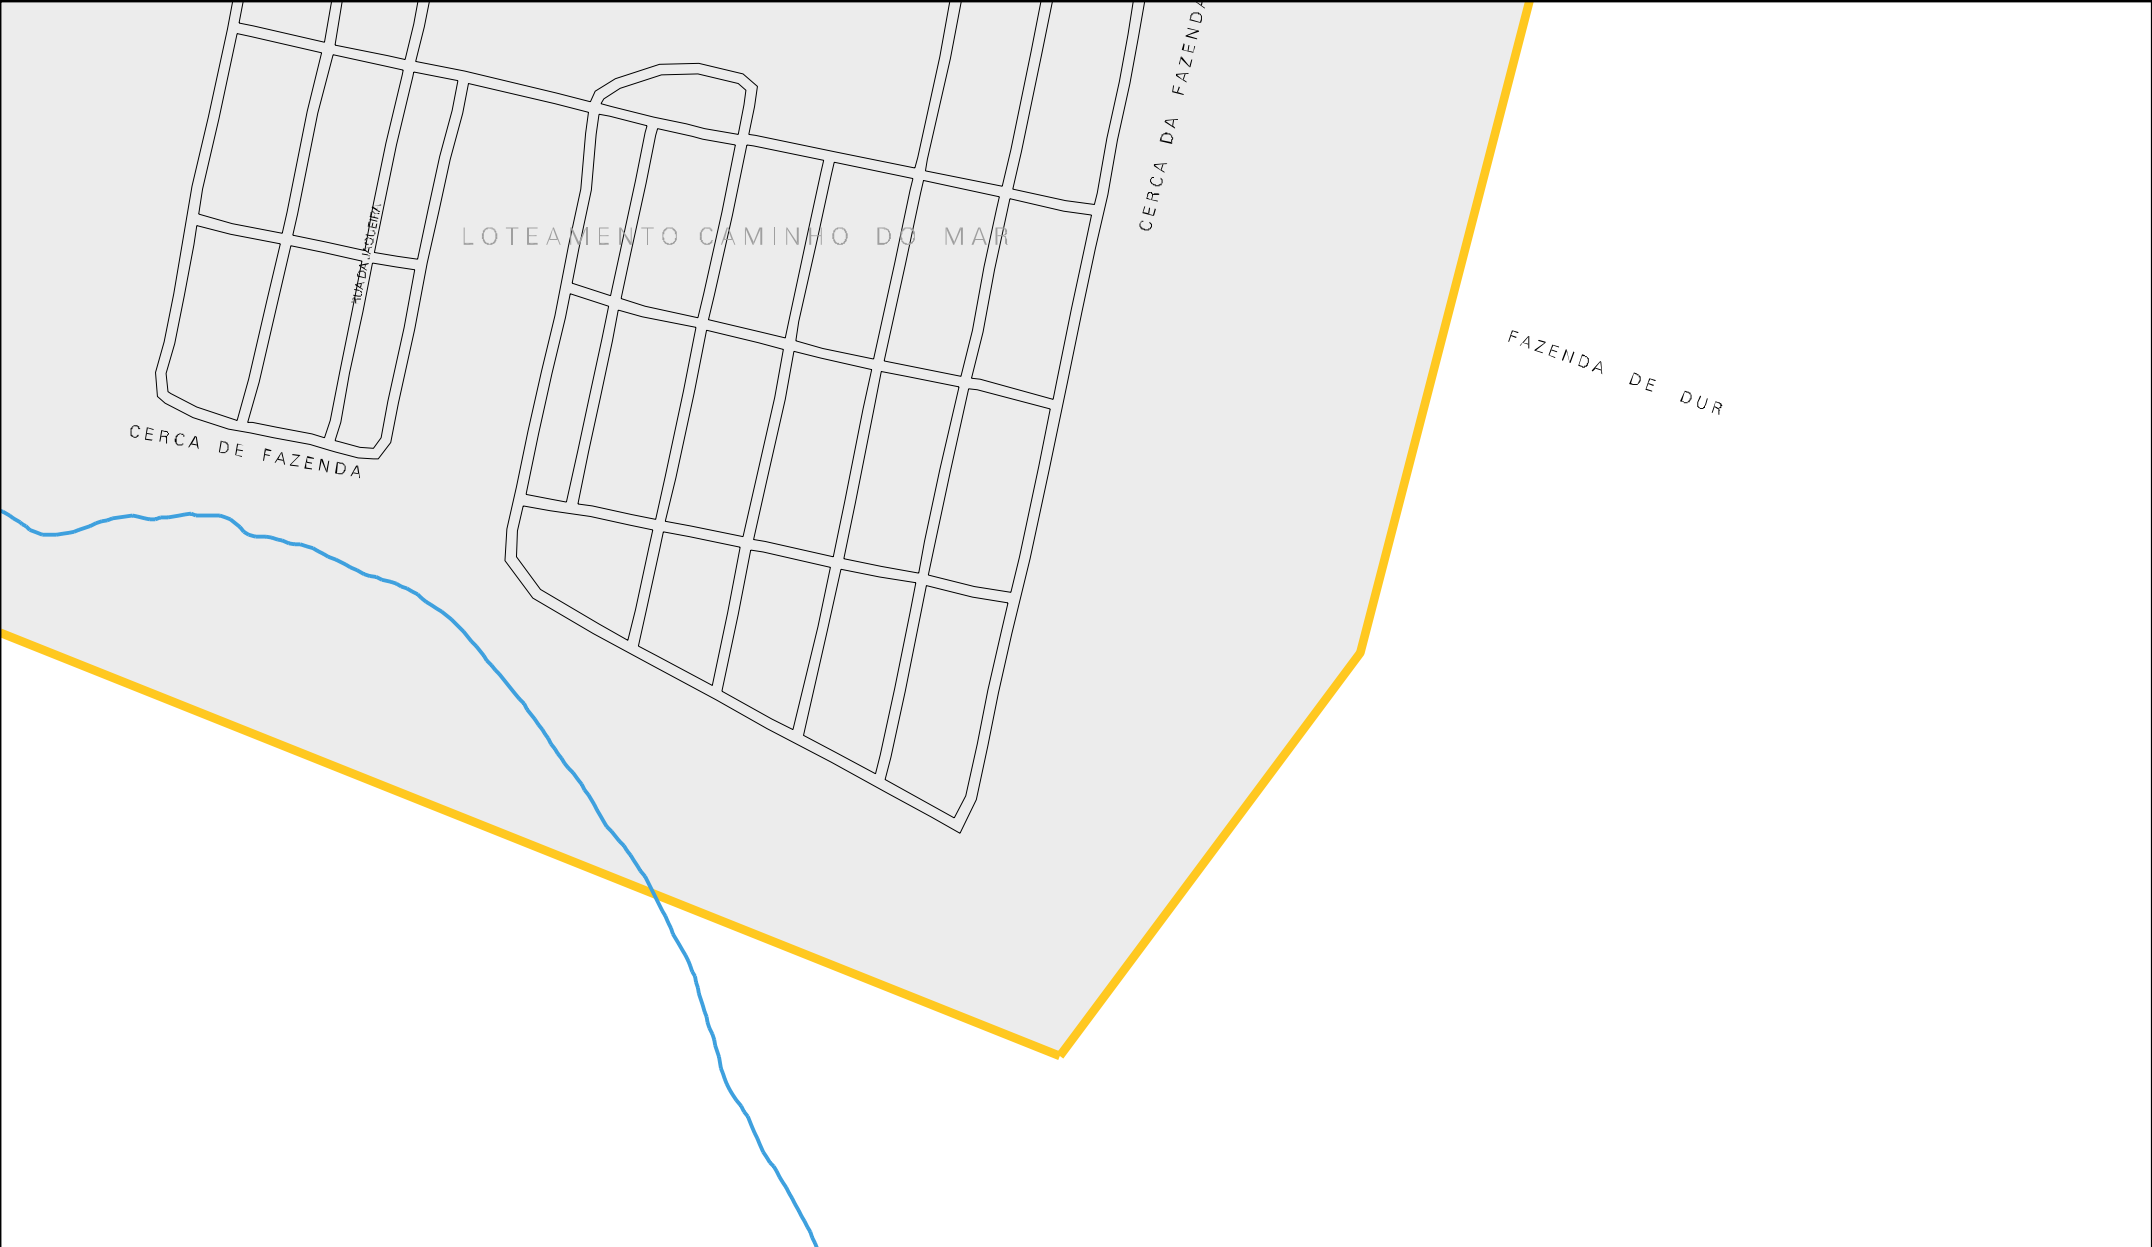 CERCA DA FAZENDA
LOTEAMENTO CAMINHO DO MAR
RUA DA JAQUEIRA
FAZENDA DE DUR
CERCA DE FAZENDA